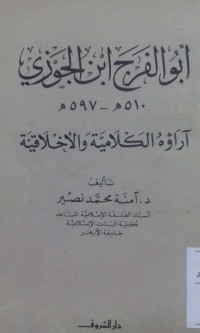 أبو الفرج ابن الجوزي
٥١٠هـ - ٥٩٧هـ
آراؤه الكلامية والأخلاقية
تأليف
د. آمنة محمد نصير
أستاذ الفلسفة الإسلامية المساعد
كلية البنات الإسلامية
جامعة الأزهر
دار الشروق